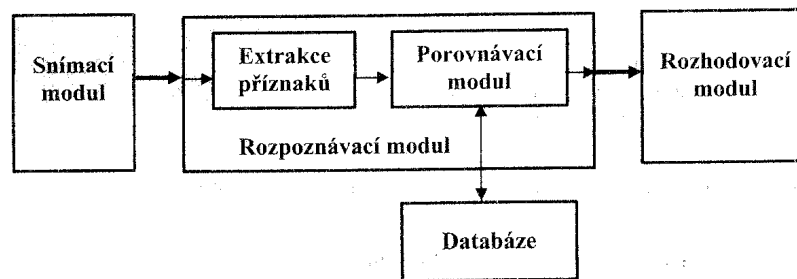 Snímací
modul
Extrakce
příznaků
Porovnávací
modul
Rozpoznávací modul
Rozhodovací
modul
Databáze